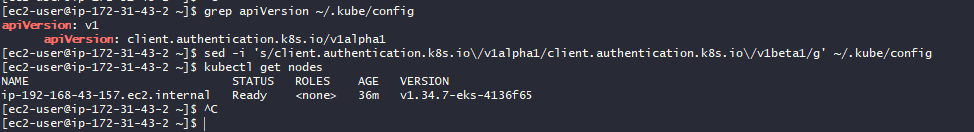 [ec2-user@ip-172-31-43-2 ~]$ grep apiVersion ~/.kube/config
apiVersion: v1
      apiVersion: client.authentication.k8s.io/v1alpha1
[ec2-user@ip-172-31-43-2 ~]$ sed -i 's/client.authentication.k8s.io\/v1alpha1/client.authentication.k8s.io\/v1beta1/g' ~/.kube/config
[ec2-user@ip-172-31-43-2 ~]$ kubectl get nodes
NAME                            STATUS   ROLES    AGE   VERSION
ip-192-168-43-157.ec2.internal   Ready    <none>   36m   v1.34.7-eks-4136f65
[ec2-user@ip-172-31-43-2 ~]$ ^C
[ec2-user@ip-172-31-43-2 ~]$